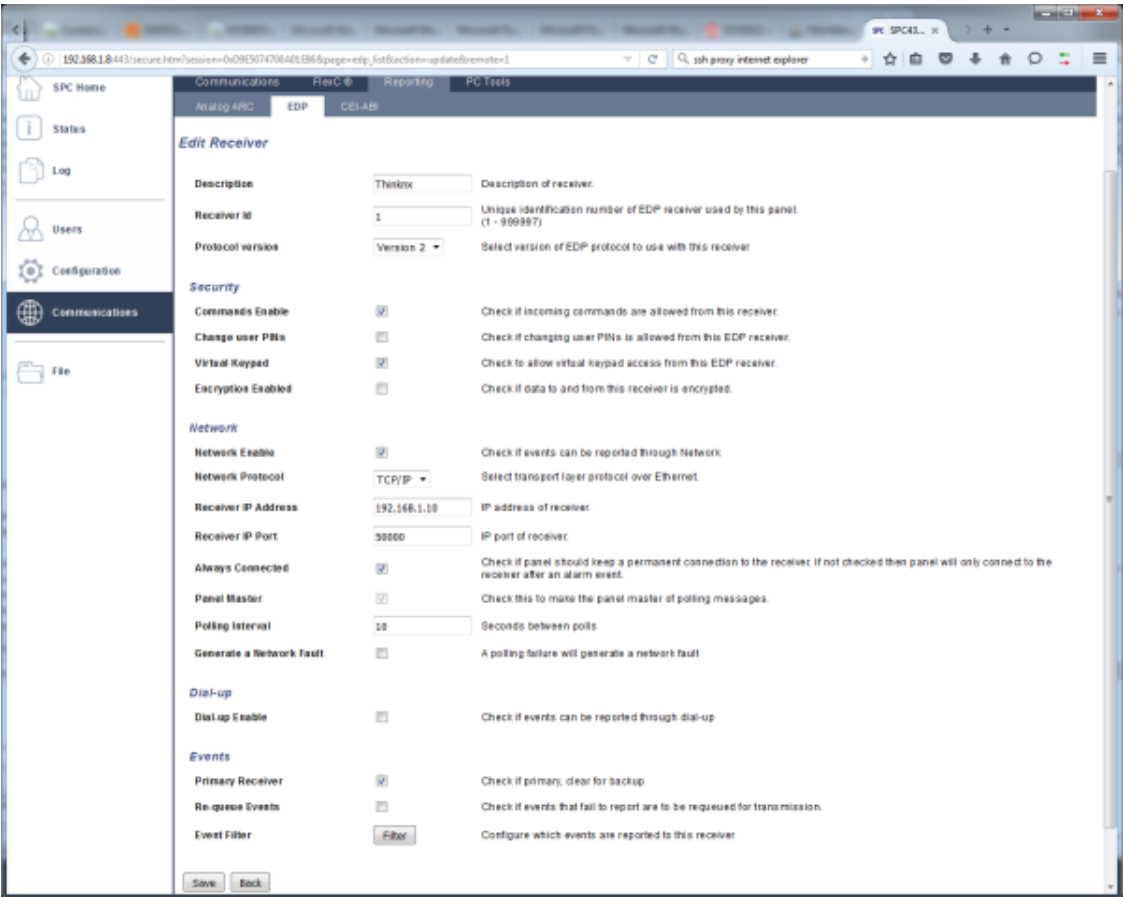 SPC43... ×
192.168.1.8:443/secure.htm?session=0x09E5074708A01E86&page=edp_list&action=update&remote=1
ssh proxy internet explorer
SPC Home
Communications FlexC ® Reporting PC Tools
Analog ARC EDP CEI-ABI
Status
Log
Users
Configuration
Communications
File
Edit Receiver
Description Thinknx Description of receiver.
Receiver Id 1 Unique identification number of EDP receiver used by this panel.
(1 - 999997)
Protocol version Version 2 Select version of EDP protocol to use with this receiver
Security
Commands Enable Check if incoming commands are allowed from this receiver.
Change user PINs Check if changing user PINs is allowed from this EDP receiver.
Virtual Keypad Check to allow virtual keypad access from this EDP receiver.
Encryption Enabled Check if data to and from this receiver is encrypted.
Network
Network Enable Check if events can be reported through Network
Network Protocol TCP/IP Select transport layer protocol over Ethernet.
Receiver IP Address 192.168.1.10 IP address of receiver.
Receiver IP Port 50000 IP port of receiver.
Always Connected Check if panel should keep a permanent connection to the receiver. If not checked then panel will only connect to the
receiver after an alarm event.
Panel Master Check this to make the panel master of polling messages.
Polling Interval 10 Seconds between polls
Generate a Network Fault A polling failure will generate a network fault
Dial-up
Dial-up Enable Check if events can be reported through dial-up
Events
Primary Receiver Check if primary, clear for backup
Re-queue Events Check if events that fail to report are to be requeued for transmission.
Event Filter Filter Configure which events are reported to this receiver
Save Back